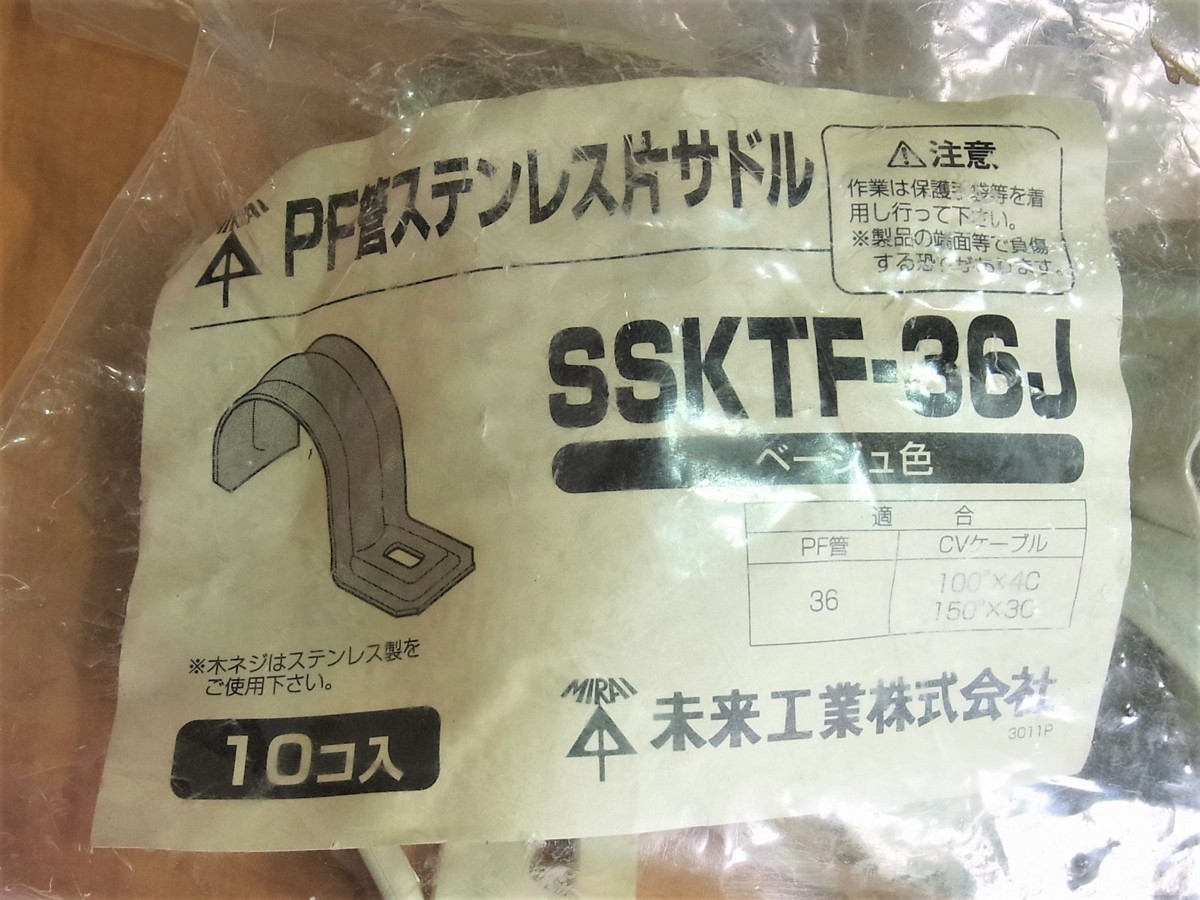 MIRAI
PF管ステンレス片サドル
⚠注意
作業は保護手袋等を着
用し行って下さい。
※製品の端面等で負傷
する恐れがあります。
SSKTF-36J
ベージュ色
適 合
PF管 CVケーブル
36
100°×4C
150°×3C
※木ネジはステンレス製を
ご使用下さい。
10コ入
MIRAI
未来工業株式会社
3011P